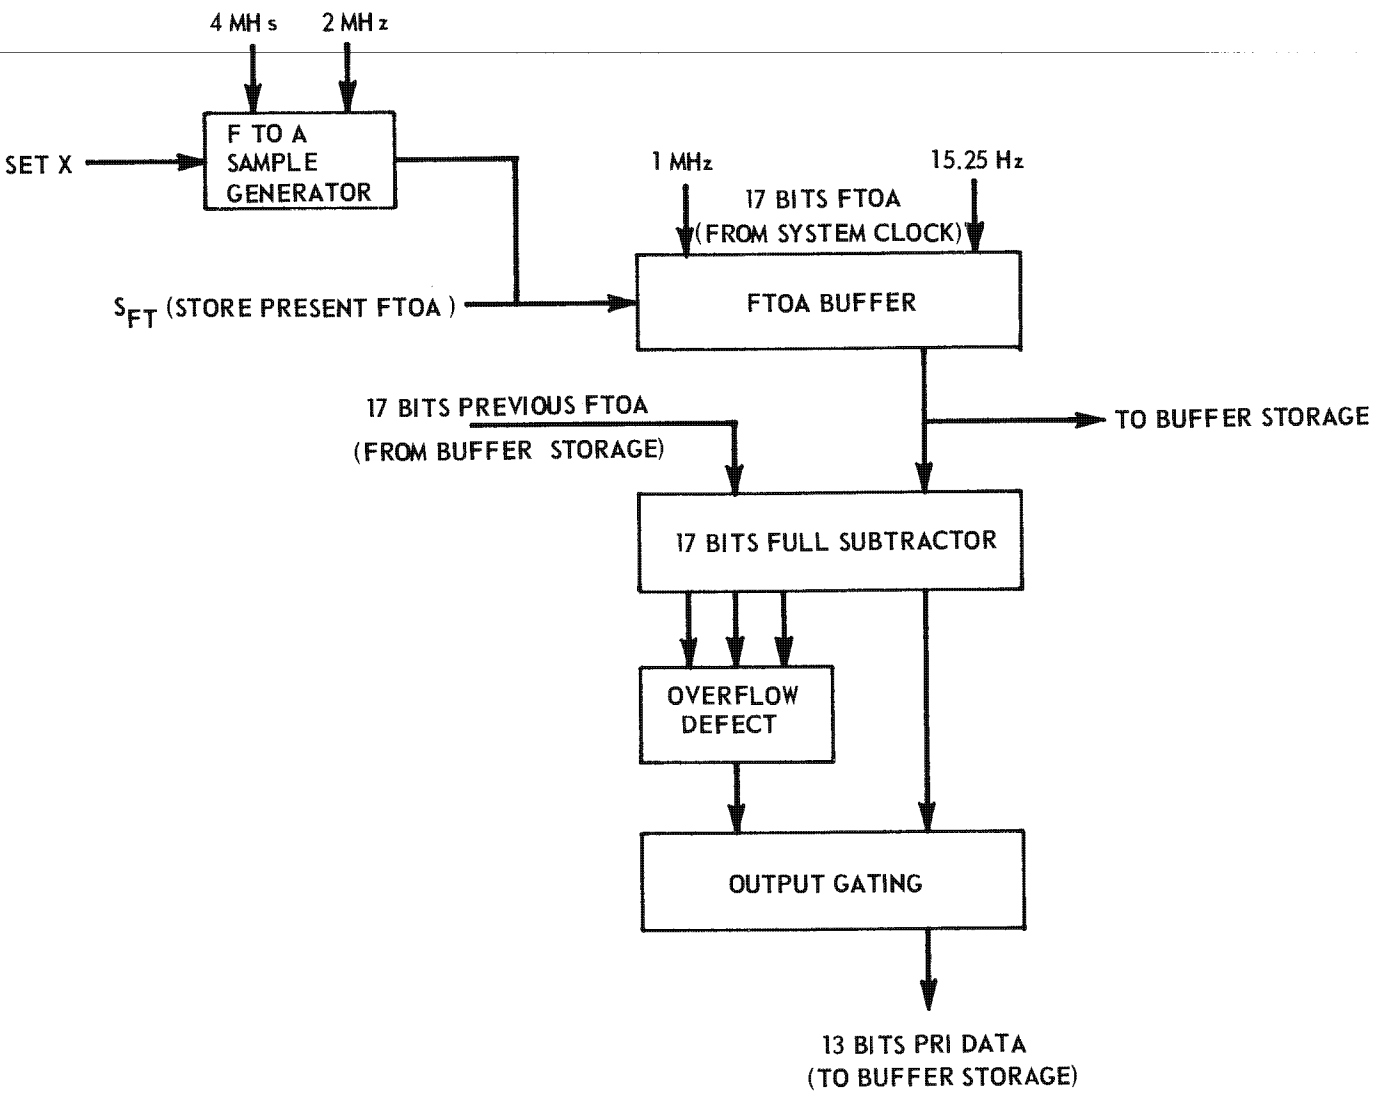 4 MH s
2 MHz
F TO A
SAMPLE
GENERATOR
SET X
1 MHz
15.25 Hz
17 BITS FTOA
(FROM SYSTEM CLOCK)
FTOA BUFFER
SFT (STORE PRESENT FTOA )
17 BITS PREVIOUS FTOA
(FROM BUFFER STORAGE)
TO BUFFER STORAGE
17 BITS FULL SUBTRACTOR
OVERFLOW
DEFECT
OUTPUT GATING
13 BITS PRI DATA
(TO BUFFER STORAGE)